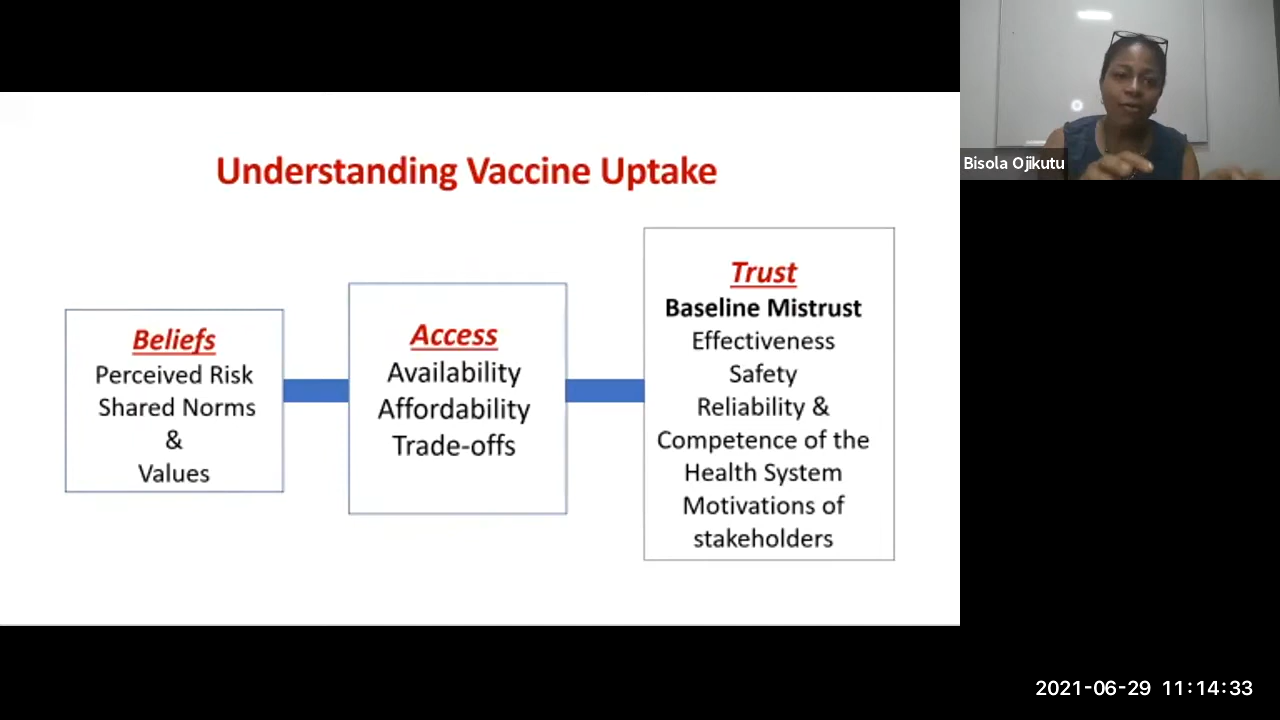 Understanding Vaccine Uptake
Beliefs
Perceived Risk
Shared Norms
&
Values
Access
Availability
Affordability
Trade-offs
Trust
Baseline Mistrust
Effectiveness
Safety
Reliability &
Competence of the
Health System
Motivations of
stakeholders
Bisola Ojikutu
2021-06-29 11:14:33